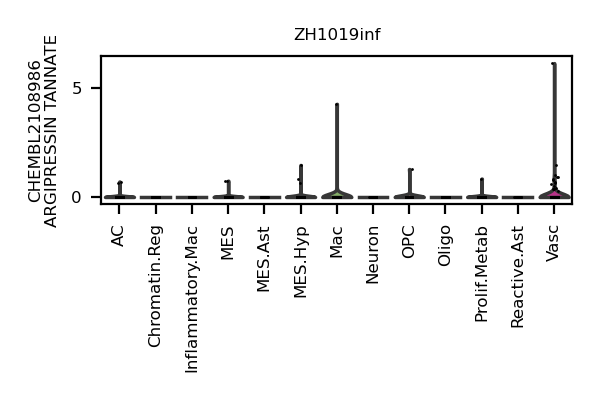 ZH1019inf
CHEMBL2108986
ARGIPRESSIN TANNATE
5
0
AC
Chromatin.Reg
Inflammatory.Mac
MES
MES.Ast
MES.Hyp
Mac
Neuron
OPC
Oligo
Prolif.Metab
Reactive.Ast
Vasc